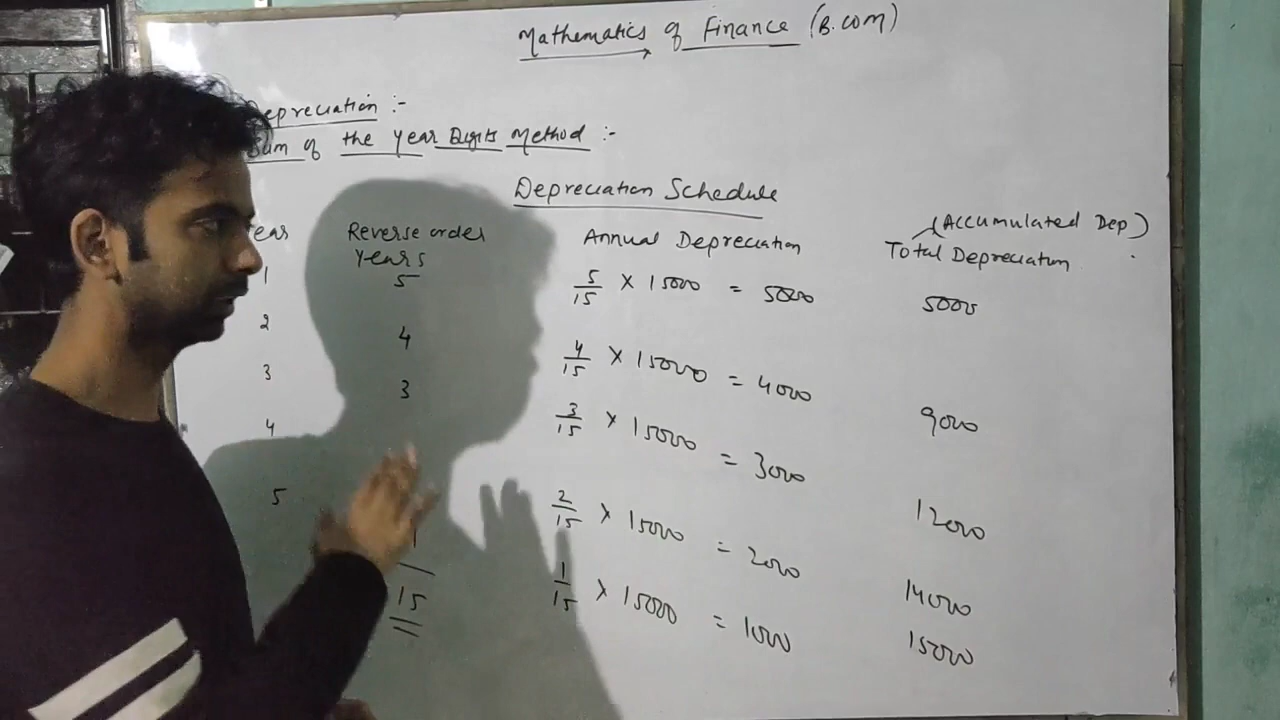 Mathematics of Finance (B.COM)
Depreciation :-
Sum of the Year Digits Method :-
Depreciation Schedule
(Accumulated Dep)
Year Reverse order Annual Depreciation Total Depreciation
Years
1 5 5/15 × 15000 = 5000 5000
2 4 4/15 × 15000 = 4000 9000
3 3 3/15 × 15000 = 3000 12000
4 2/15 × 15000 = 2000 14000
5 1 1/15 × 15000 = 1000 15000
15